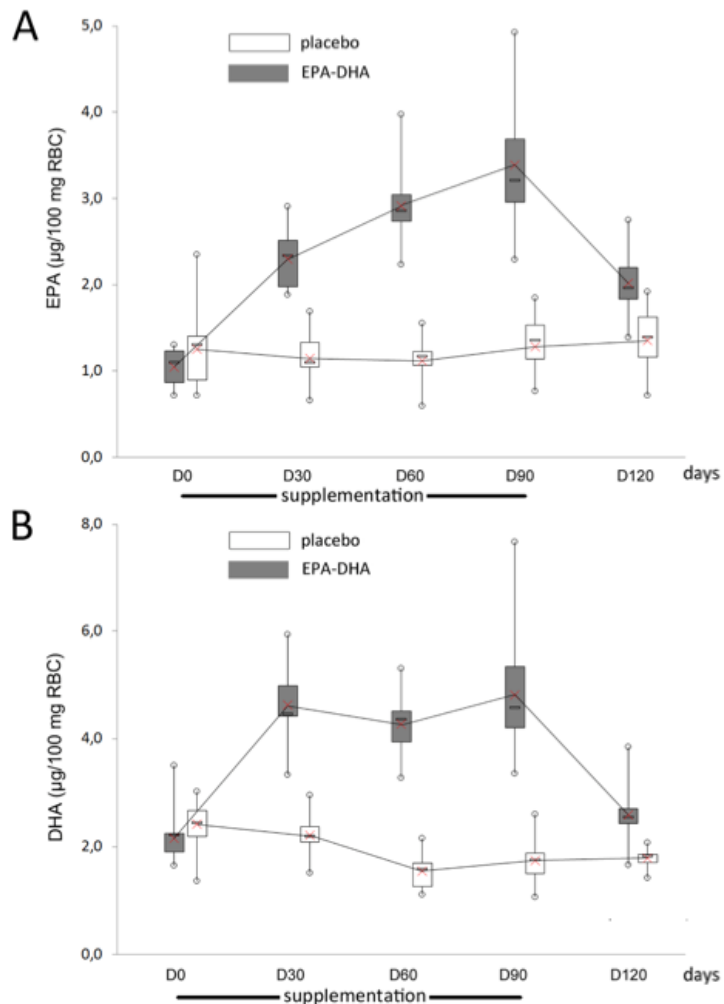 A
5,0
placebo
EPA-DHA
4,0
3,0
2,0
1,0
0,0
EPA (µg/100 mg RBC)
D0 D30 D60 D90 D120 days
supplementation
B
8,0
placebo
EPA-DHA
6,0
4,0
2,0
0,0
DHA (µg/100 mg RBC)
D0 D30 D60 D90 D120 days
supplementation